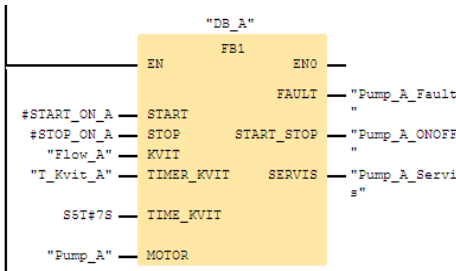 "DB_A"
FB1
EN ENO
FAULT "Pump_A_Fault
"
#START_ON_A START
#STOP_ON_A STOP START_STOP "Pump_A_ONOFF
"
"Flow_A" KVIT
"T_Kvit_A" TIMER_KVIT SERVIS "Pump_A_Servi
s"
S5T#7S TIME_KVIT
"Pump_A" MOTOR